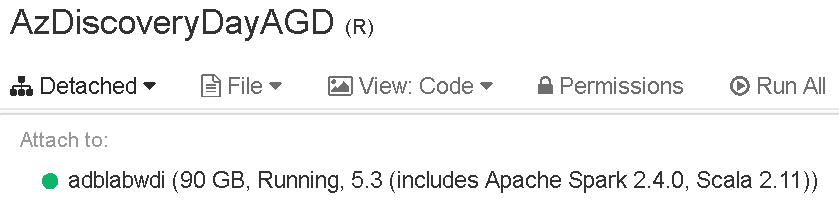 AzDiscoveryDayAGD (R)
Detached File View: Code Permissions Run All
Attach to:
adblabwdi (90 GB, Running, 5.3 (includes Apache Spark 2.4.0, Scala 2.11))